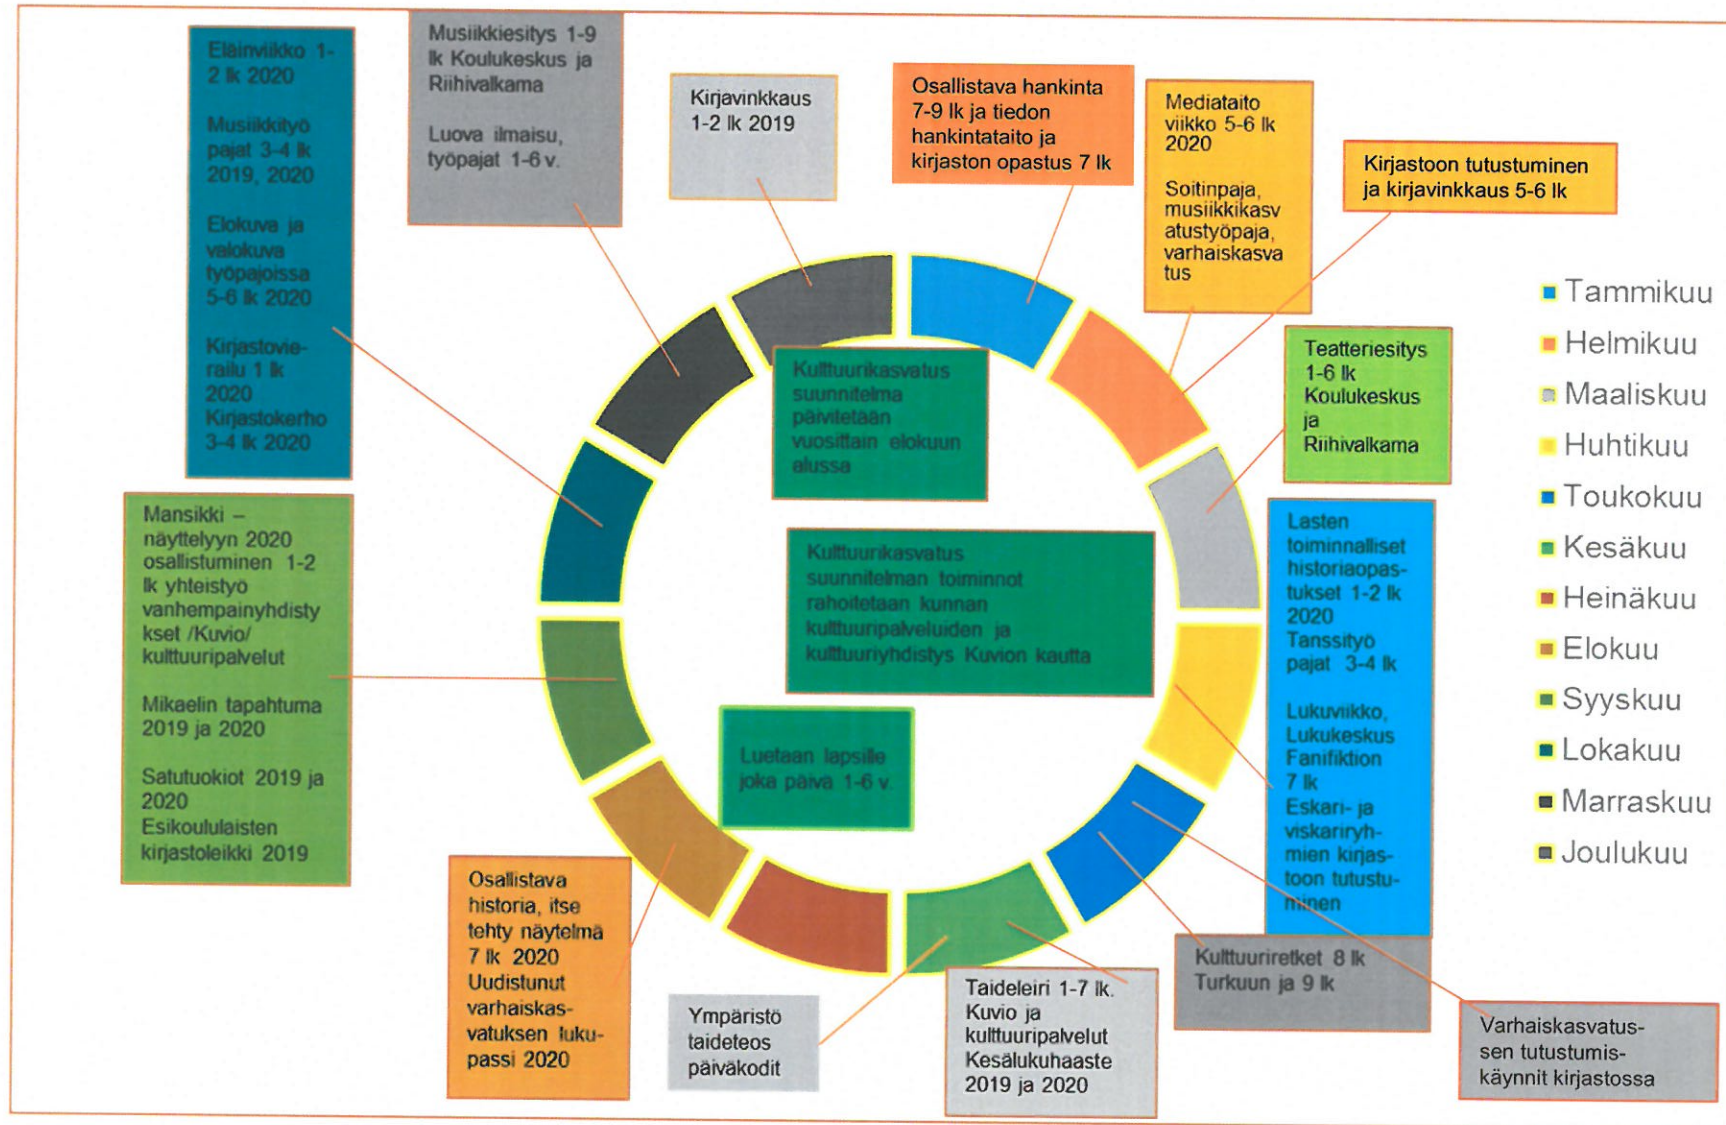 Eläinviikko 1-
2 lk 2020
Musiikkityö
pajat 3-4 lk
2019, 2020
Elokuva ja
valokuva
työpajoissa
5-6 lk 2020
Kirjastovie-
railu 1 lk
2020
Kirjastokerho
3-4 lk 2020
Musiikkiesitys 1-9
lk Koulukeskus ja
Riihivalkama
Luova ilmaisu,
työpajat 1-6 v.
Kirjavinkkaus
1-2 lk 2019
Osallistava hankinta
7-9 lk ja tiedon
hankintataito ja
kirjaston opastus 7 lk
Mediataito
viikko 5-6 lk
2020
Soitinpaja,
musiikkikasv
atustyöpaja,
varhaiskasva
tus
Kirjastoon tutustuminen
ja kirjavinkkaus 5-6 lk
Teatteriesitys
1-6 lk
Koulukeskus
ja
Riihivalkama
Tammikuu
Helmikuu
Maaliskuu
Huhtikuu
Toukokuu
Kesäkuu
Heinäkuu
Elokuu
Syyskuu
Lokakuu
Marraskuu
Joulukuu
Kulttuurikasvatus
suunnitelma
päivitetään
vuosittain elokuun
alussa
Kulttuurikasvatus
suunnitelman toiminnot
rahoitetaan kunnan
kulttuuripalveluiden ja
kulttuuriyhdistys Kuvion kautta
Luetaan lapsille
joka päivä 1-6 v.
Mansikki –
näyttelyyn 2020
osallistuminen 1-2
lk yhteistyö
vanhempainyhdisty
kset /Kuvio/
kulttuuripalvelut
Mikaelin tapahtuma
2019 ja 2020
Satutuokiot 2019 ja
2020
Esikoululaisten
kirjastoleikki 2019
Lasten
toiminnalliset
historiaopas-
tukset 1-2 lk
2020
Tanssityö
pajat 3-4 lk
Lukuviikko,
Lukukeskus
Fanifiktion
7 lk
Eskari- ja
viskariryh-
mien kirjas-
toon tutustu-
minen
Osallistava
historia, itse
tehty näytelmä
7 lk 2020
Uudistunut
varhaiskas-
vatuksen luku-
passi 2020
Ympäristö
taideteos
päiväkodit
Taideleiri 1-7 lk.
Kuvio ja
kulttuuripalvelut
Kesälukuhaaste
2019 ja 2020
Kulttuuriretket 8 lk
Turkuun ja 9 lk
Varhaiskasvatus-
sen tutustumis-
käynnit kirjastossa